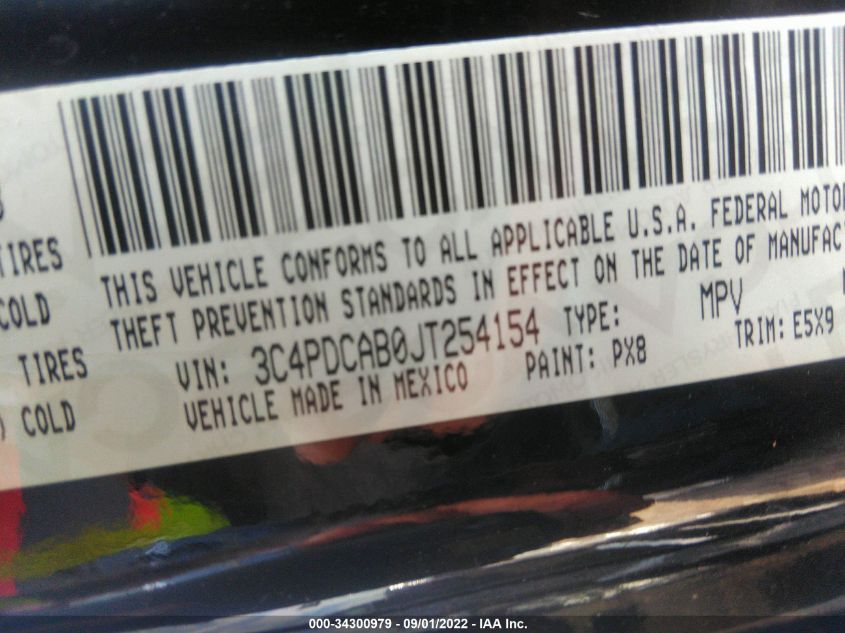 TIRES
COLD
TIRES
COLD
THIS VEHICLE CONFORMS TO ALL APPLICABLE U.S.A. FEDERAL MOTOR
THEFT PREVENTION STANDARDS IN EFFECT ON THE DATE OF MANUFACT
VIN: 3C4PDCAB0JT254154 TYPE: MPV
VEHICLE MADE IN MEXICO PAINT: PX8 TRIM: E5X9
000-34300979 - 09/01/2022 - IAA Inc.